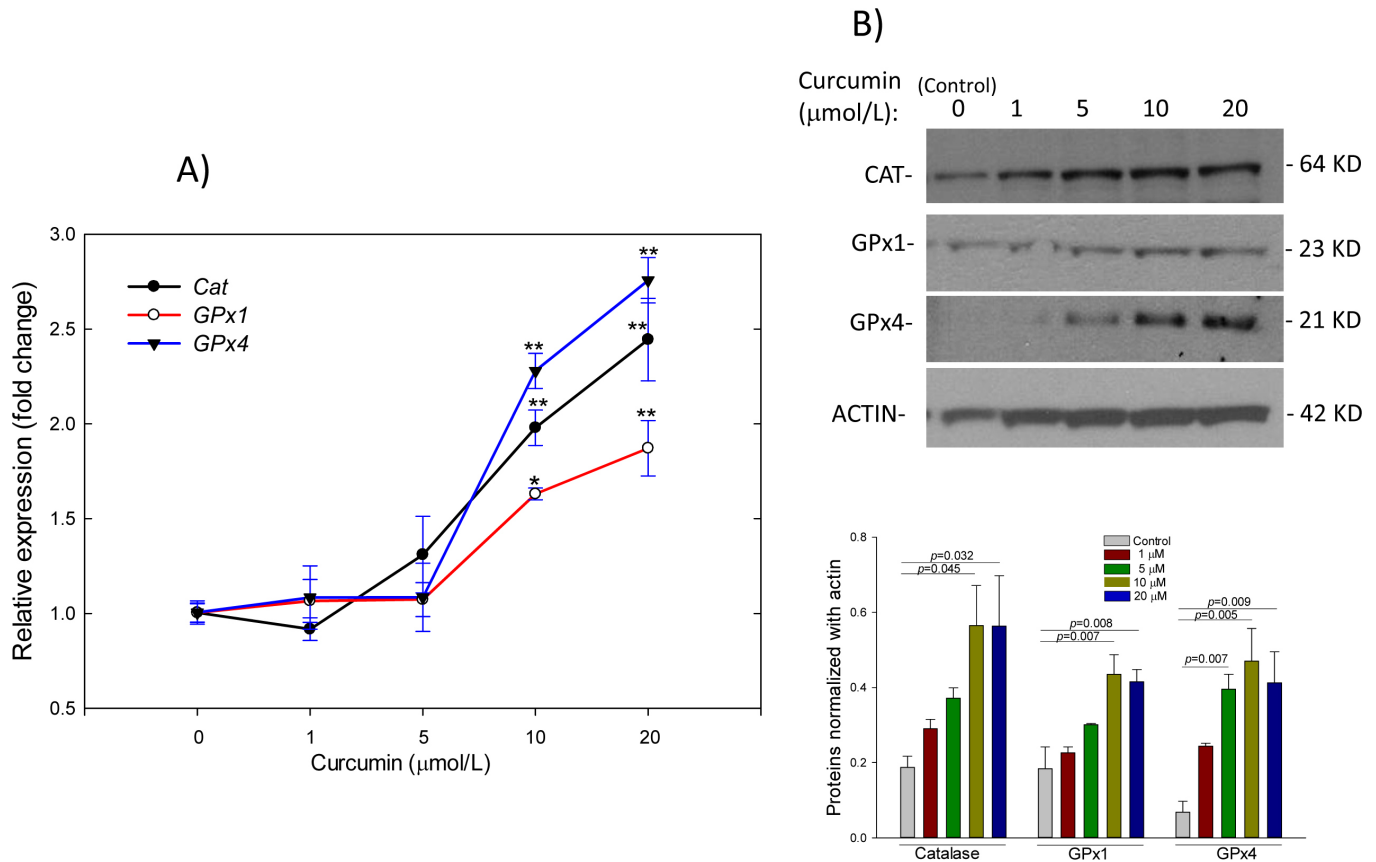 A)
Relative expression (fold change)
3.0
2.5
2.0
1.5
1.0
0.5
Cat
GPx1
GPx4
**
**
**
**
**
*
0
1
5
10
20
Curcumin (μmol/L)
B)
Curcumin (Control)
(μmol/L): 0 1 5 10 20
CAT- - 64 KD
GPx1- - 23 KD
GPx4- - 21 KD
ACTIN- - 42 KD
Proteins normalized with actin
0.8
0.6
0.4
0.2
0.0
Control
1 μM
5 μM
10 μM
20 μM
p=0.032
p=0.045
p=0.008
p=0.007
p=0.009
p=0.005
p=0.007
Catalase
GPx1
GPx4